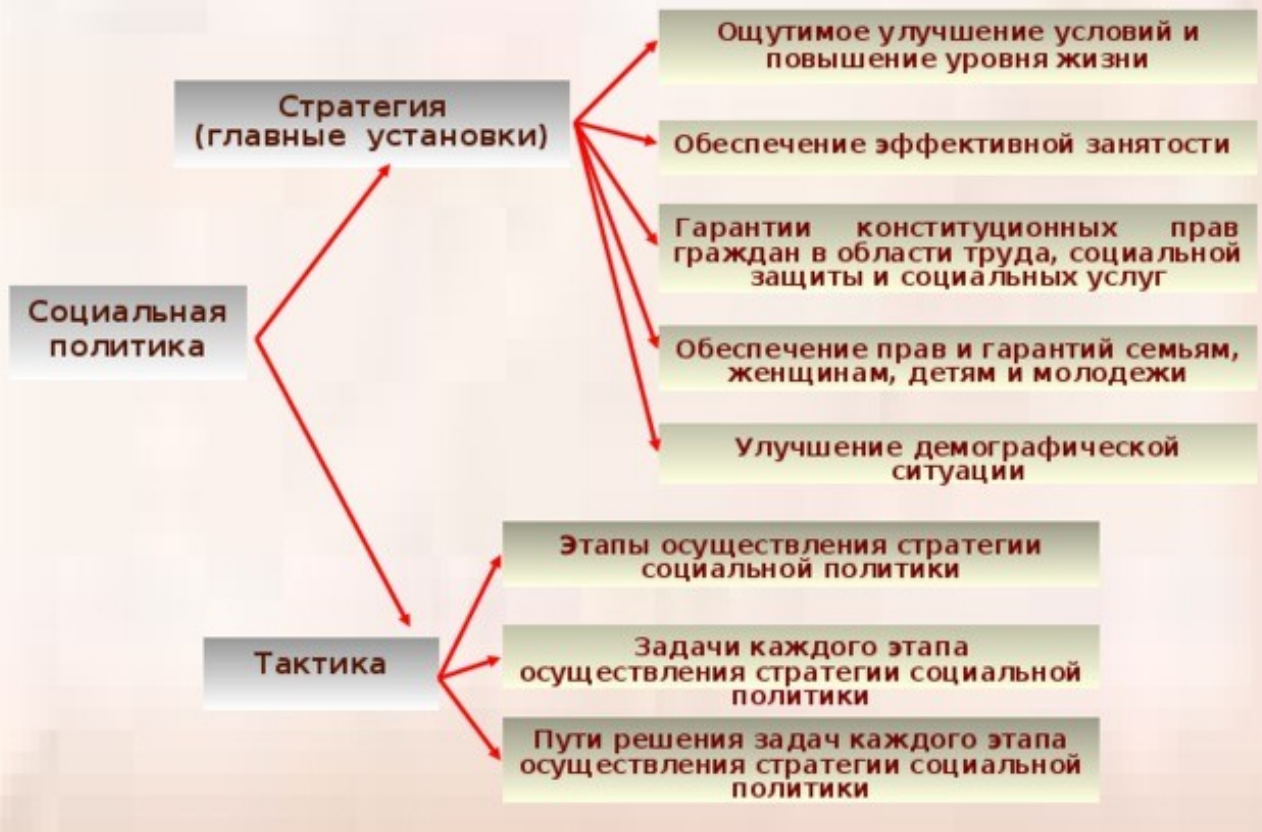 Ощутимое улучшение условий и
повышение уровня жизни
Стратегия
(главные установки)
Обеспечение эффективной занятости
Гарантии конституционных прав
граждан в области труда, социальной
защиты и социальных услуг
Социальная
политика
Обеспечение прав и гарантий семьям,
женщинам, детям и молодежи
Улучшение демографической
ситуации
Этапы осуществления стратегии
социальной политики
Тактика
Задачи каждого этапа
осуществления стратегии социальной
политики
Пути решения задач каждого этапа
осуществления стратегии социальной
политики